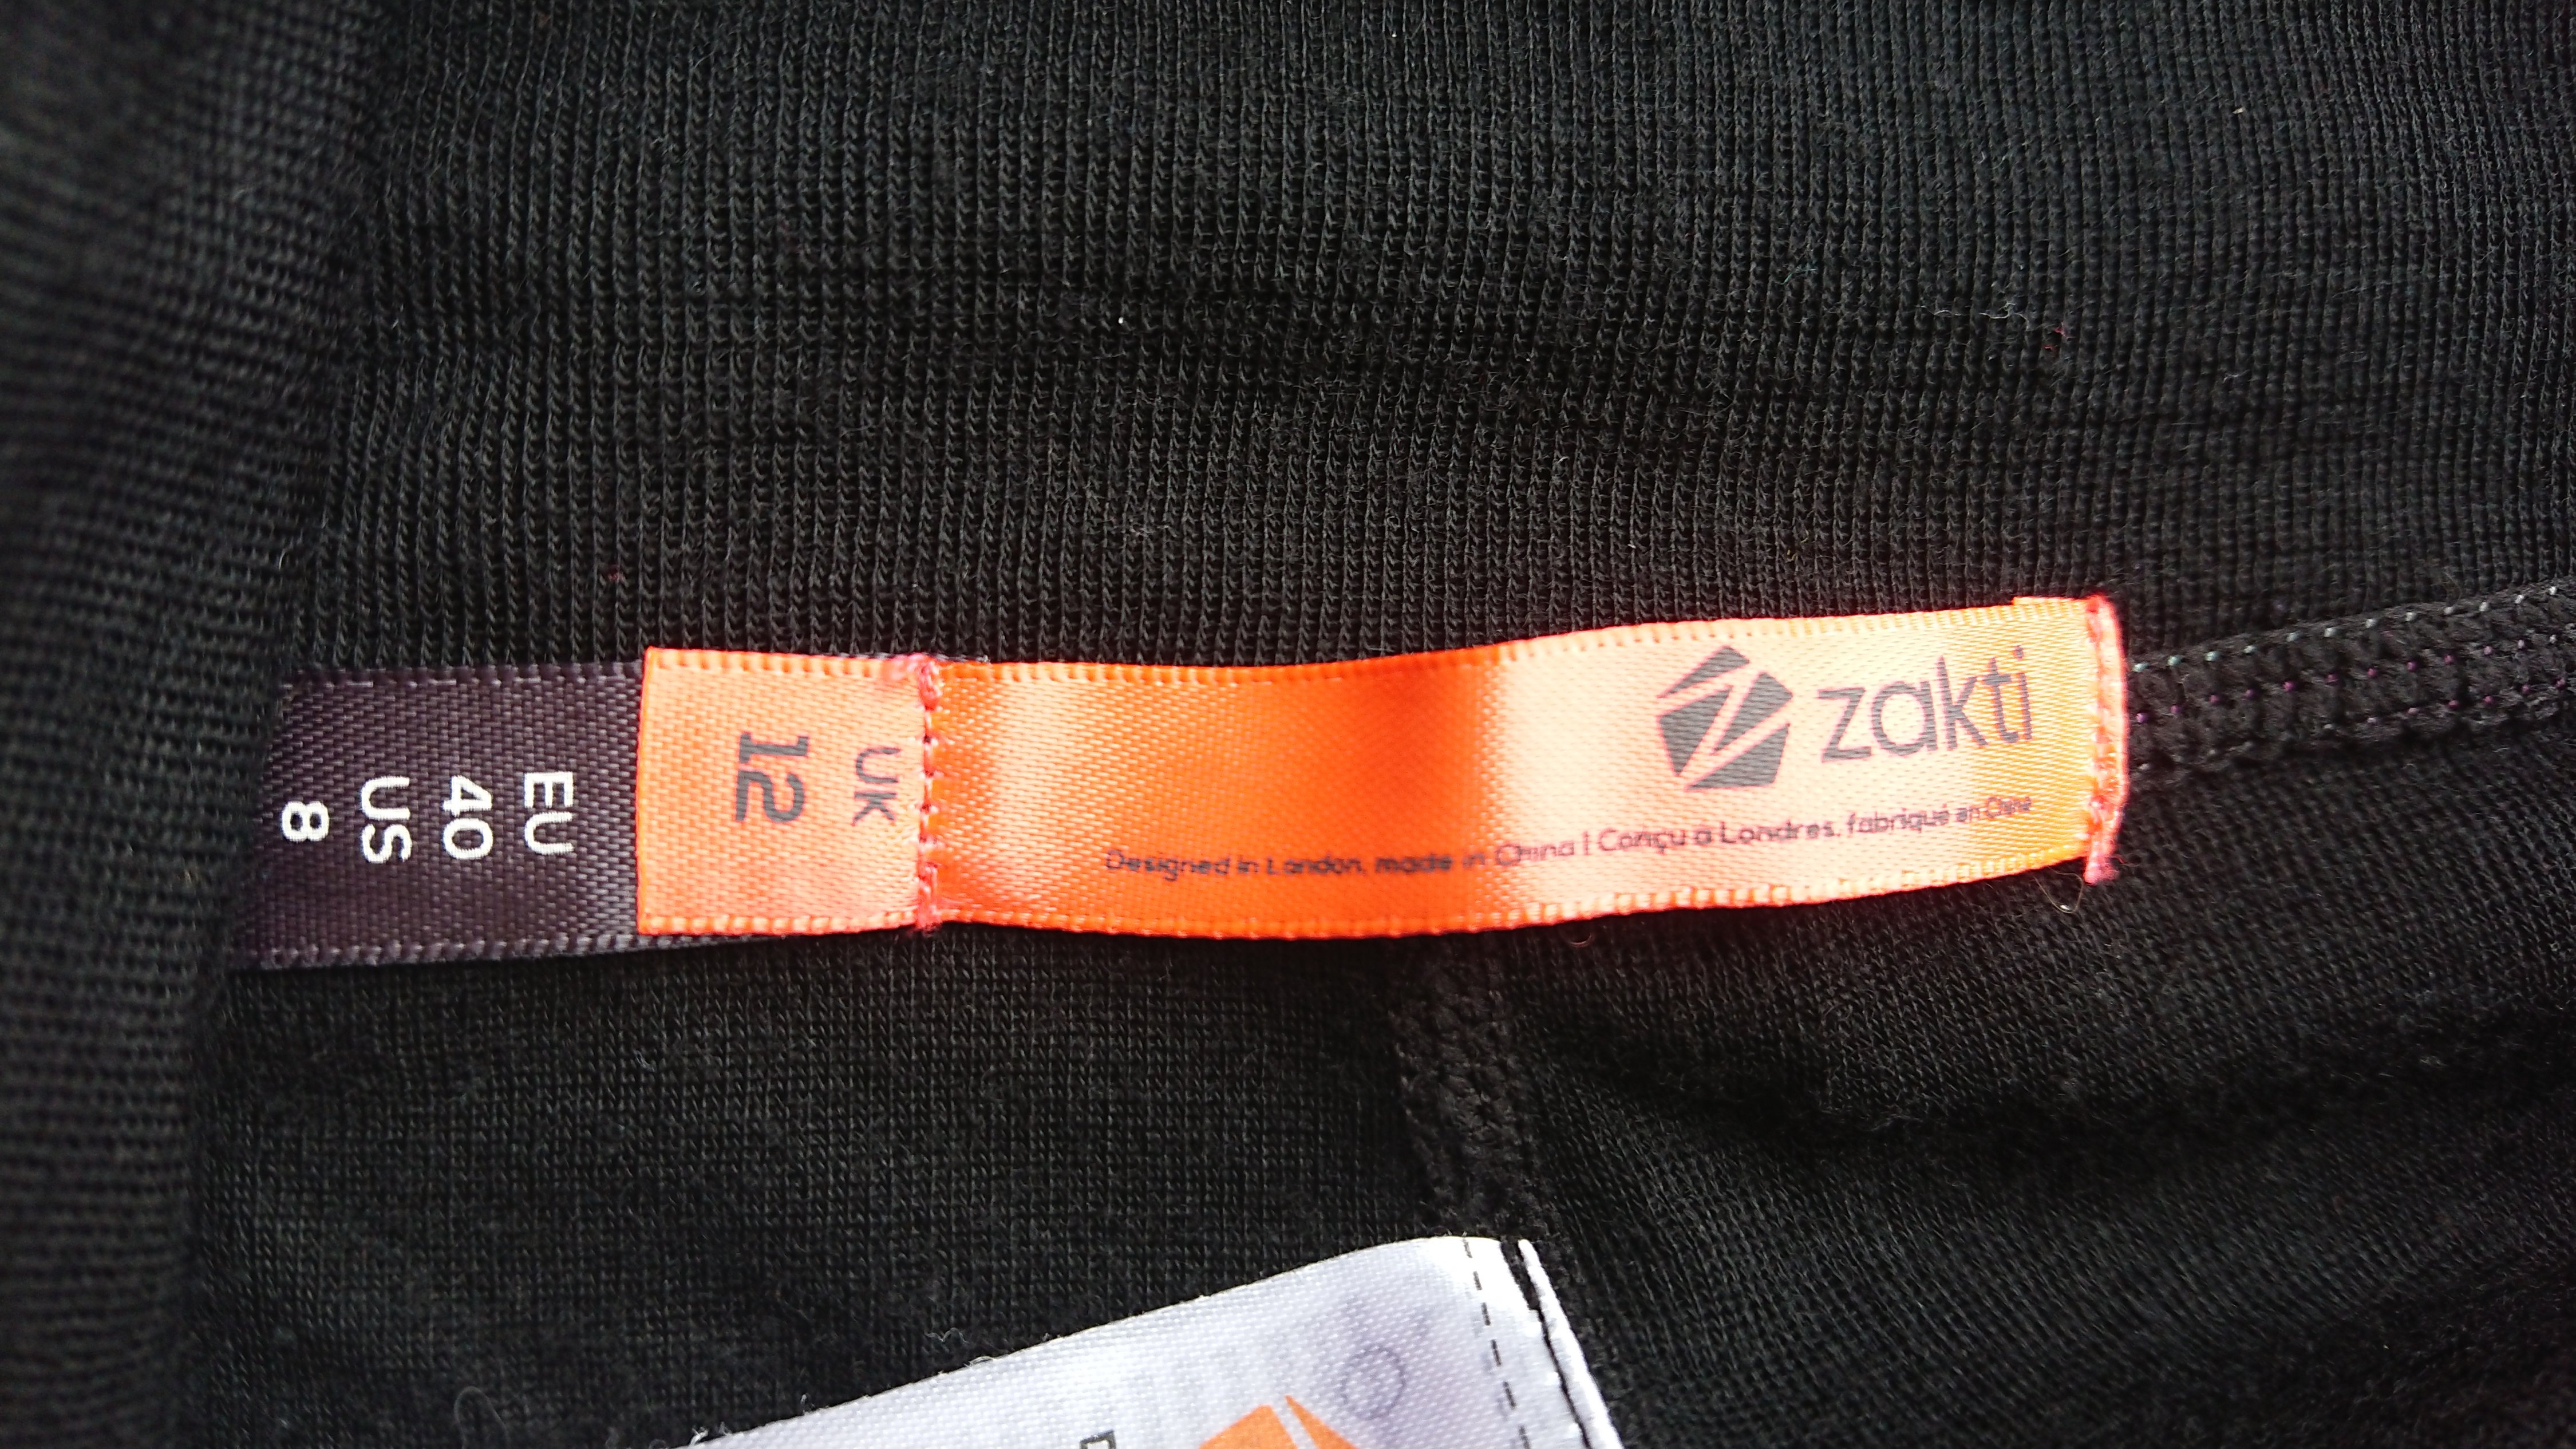 zakti
Designed in London, made in China | Conçu a Londres, fabriqué en Chine
UK
12
EU
40
US
8